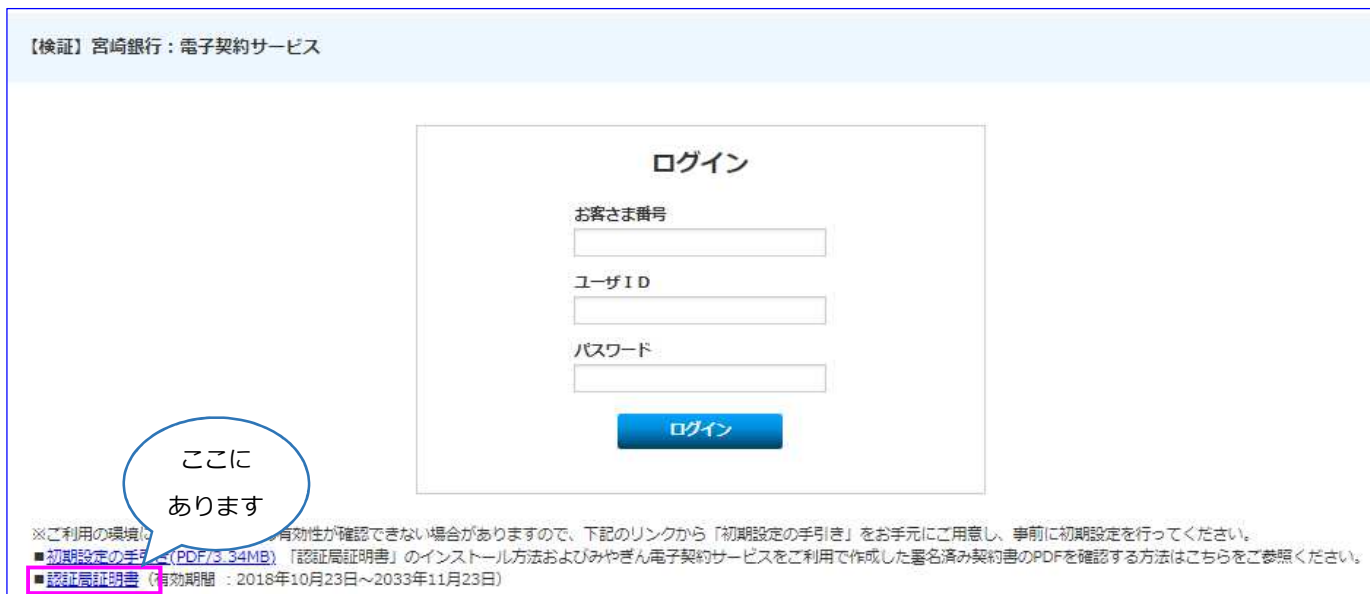 【検証】宮崎銀行：電子契約サービス
ログイン
お客さま番号
ユーザＩＤ
パスワード
ログイン
ここに
あります
※ご利用の環境に 有効性が確認できない場合がありますので、下記のリンクから「初期設定の手引き」をお手元にご用意し、事前に初期設定を行ってください。
■初期設定の手引き(PDF/3.34MB) 「認証局証明書」のインストール方法およびみやぎん電子契約サービスをご利用で作成した署名済み契約書のPDFを確認する方法はこちらをご参照ください。
■認証局証明書（有効期間 ：2018年10月23日～2033年11月23日）